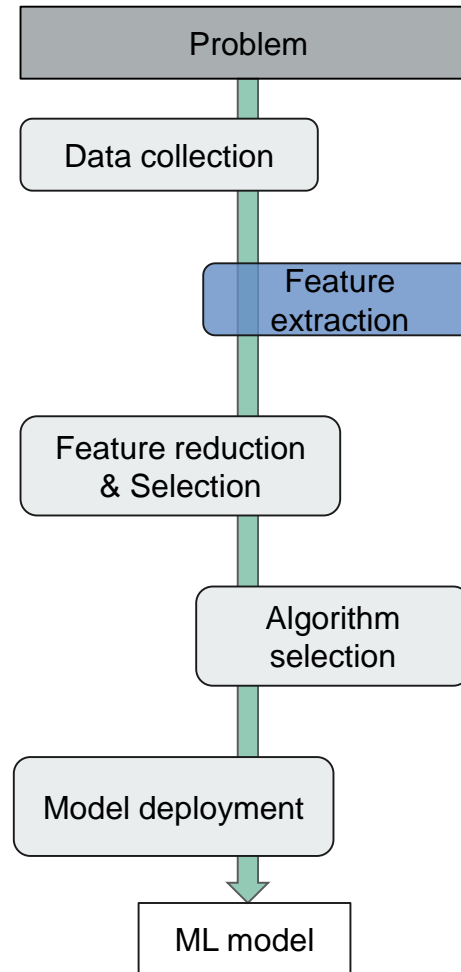 Problem
Data collection
Feature
extraction
Feature reduction
& Selection
Algorithm
selection
Model deployment
ML model